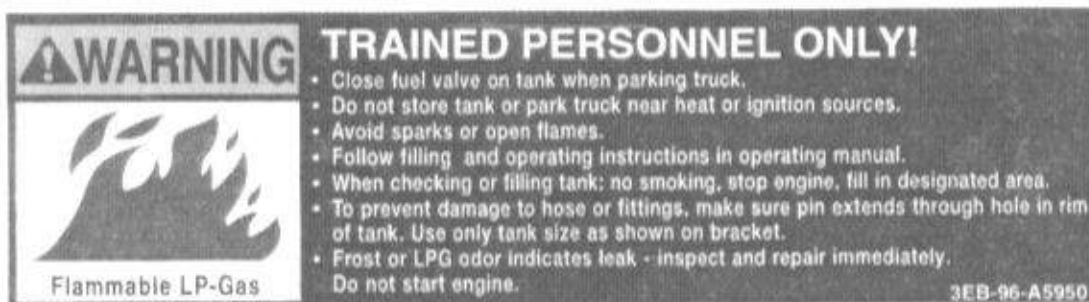 WARNING
Flammable LP-Gas
TRAINED PERSONNEL ONLY!
• Close fuel valve on tank when parking truck.
• Do not store tank or park truck near heat or ignition sources.
• Avoid sparks or open flames.
• Follow filling and operating instructions in operating manual.
• When checking or filling tank: no smoking, stop engine, fill in designated area.
• To prevent damage to hose or fittings, make sure pin extends through hole in rim
of tank. Use only tank size as shown on bracket.
• Frost or LPG odor indicates leak - inspect and repair immediately.
Do not start engine.
3EB-96-A5950